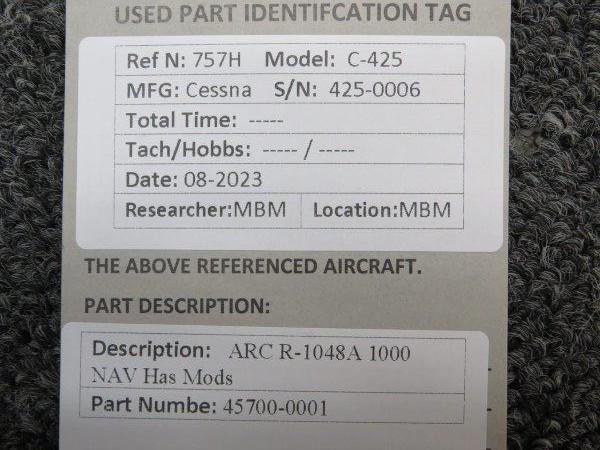 USED PART IDENTIFCATION TAG
Ref N: 757H Model: C-425
MFG: Cessna S/N: 425-0006
Total Time: -----
Tach/Hobbs: ----- / -----
Date: 08-2023
Researcher:MBM Location:MBM
THE ABOVE REFERENCED AIRCRAFT.
PART DESCRIPTION:
Description: ARC R-1048A 1000
NAV Has Mods
Part Numbe: 45700-0001